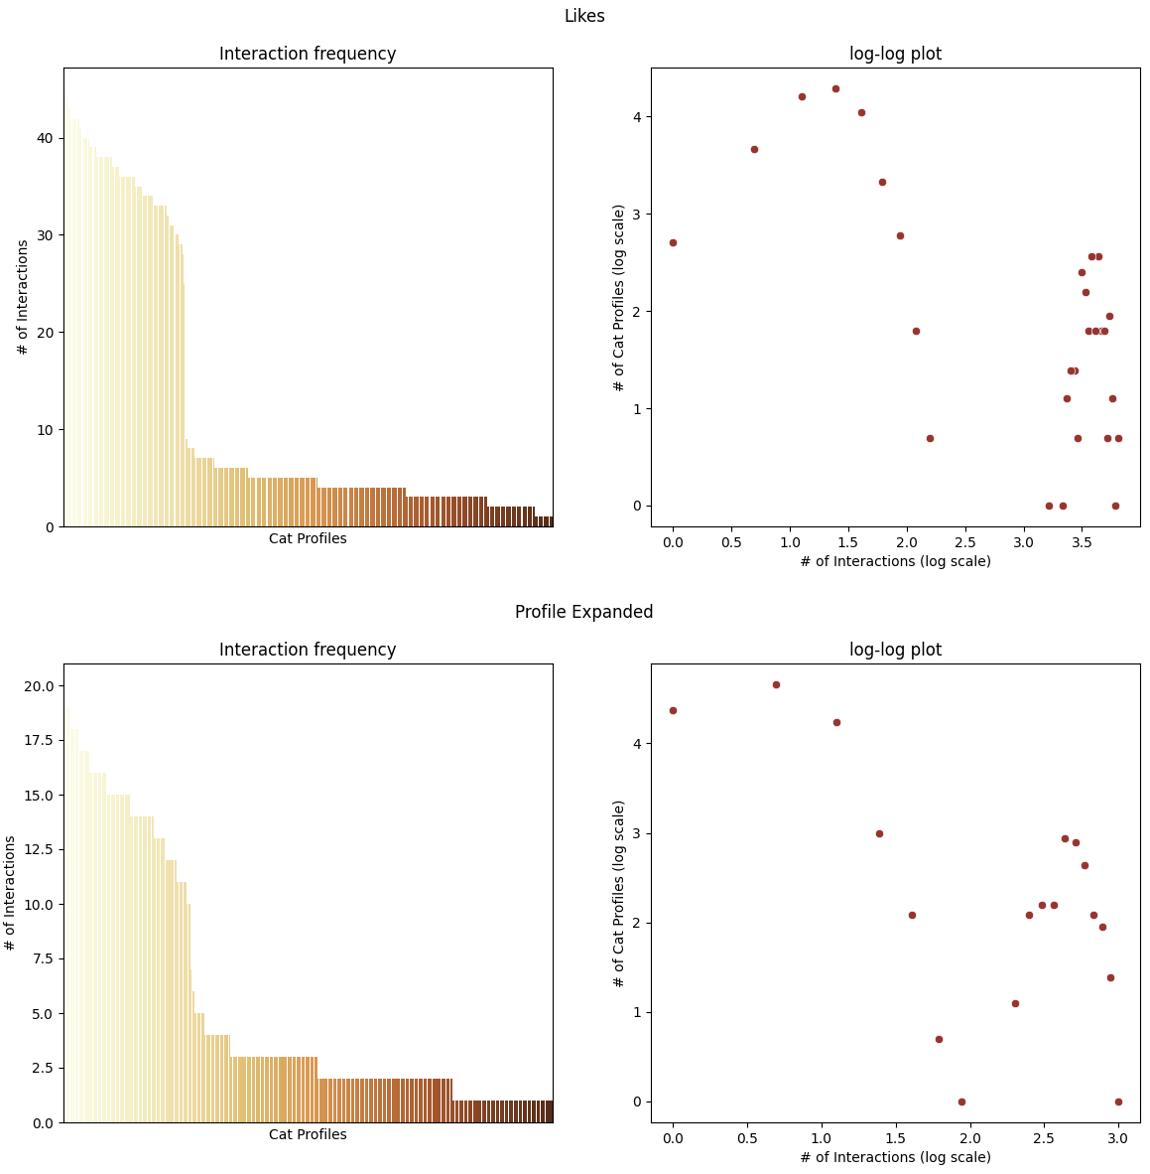 Likes
Interaction frequency
# of Interactions
40
30
20
10
0
Cat Profiles
log-log plot
# of Cat Profiles (log scale)
4
3
2
1
0
0.0 0.5 1.0 1.5 2.0 2.5 3.0 3.5
# of Interactions (log scale)
Profile Expanded
Interaction frequency
# of Interactions
20.0
17.5
15.0
12.5
10.0
7.5
5.0
2.5
0.0
Cat Profiles
log-log plot
# of Cat Profiles (log scale)
4
3
2
1
0
0.0 0.5 1.0 1.5 2.0 2.5 3.0
# of Interactions (log scale)